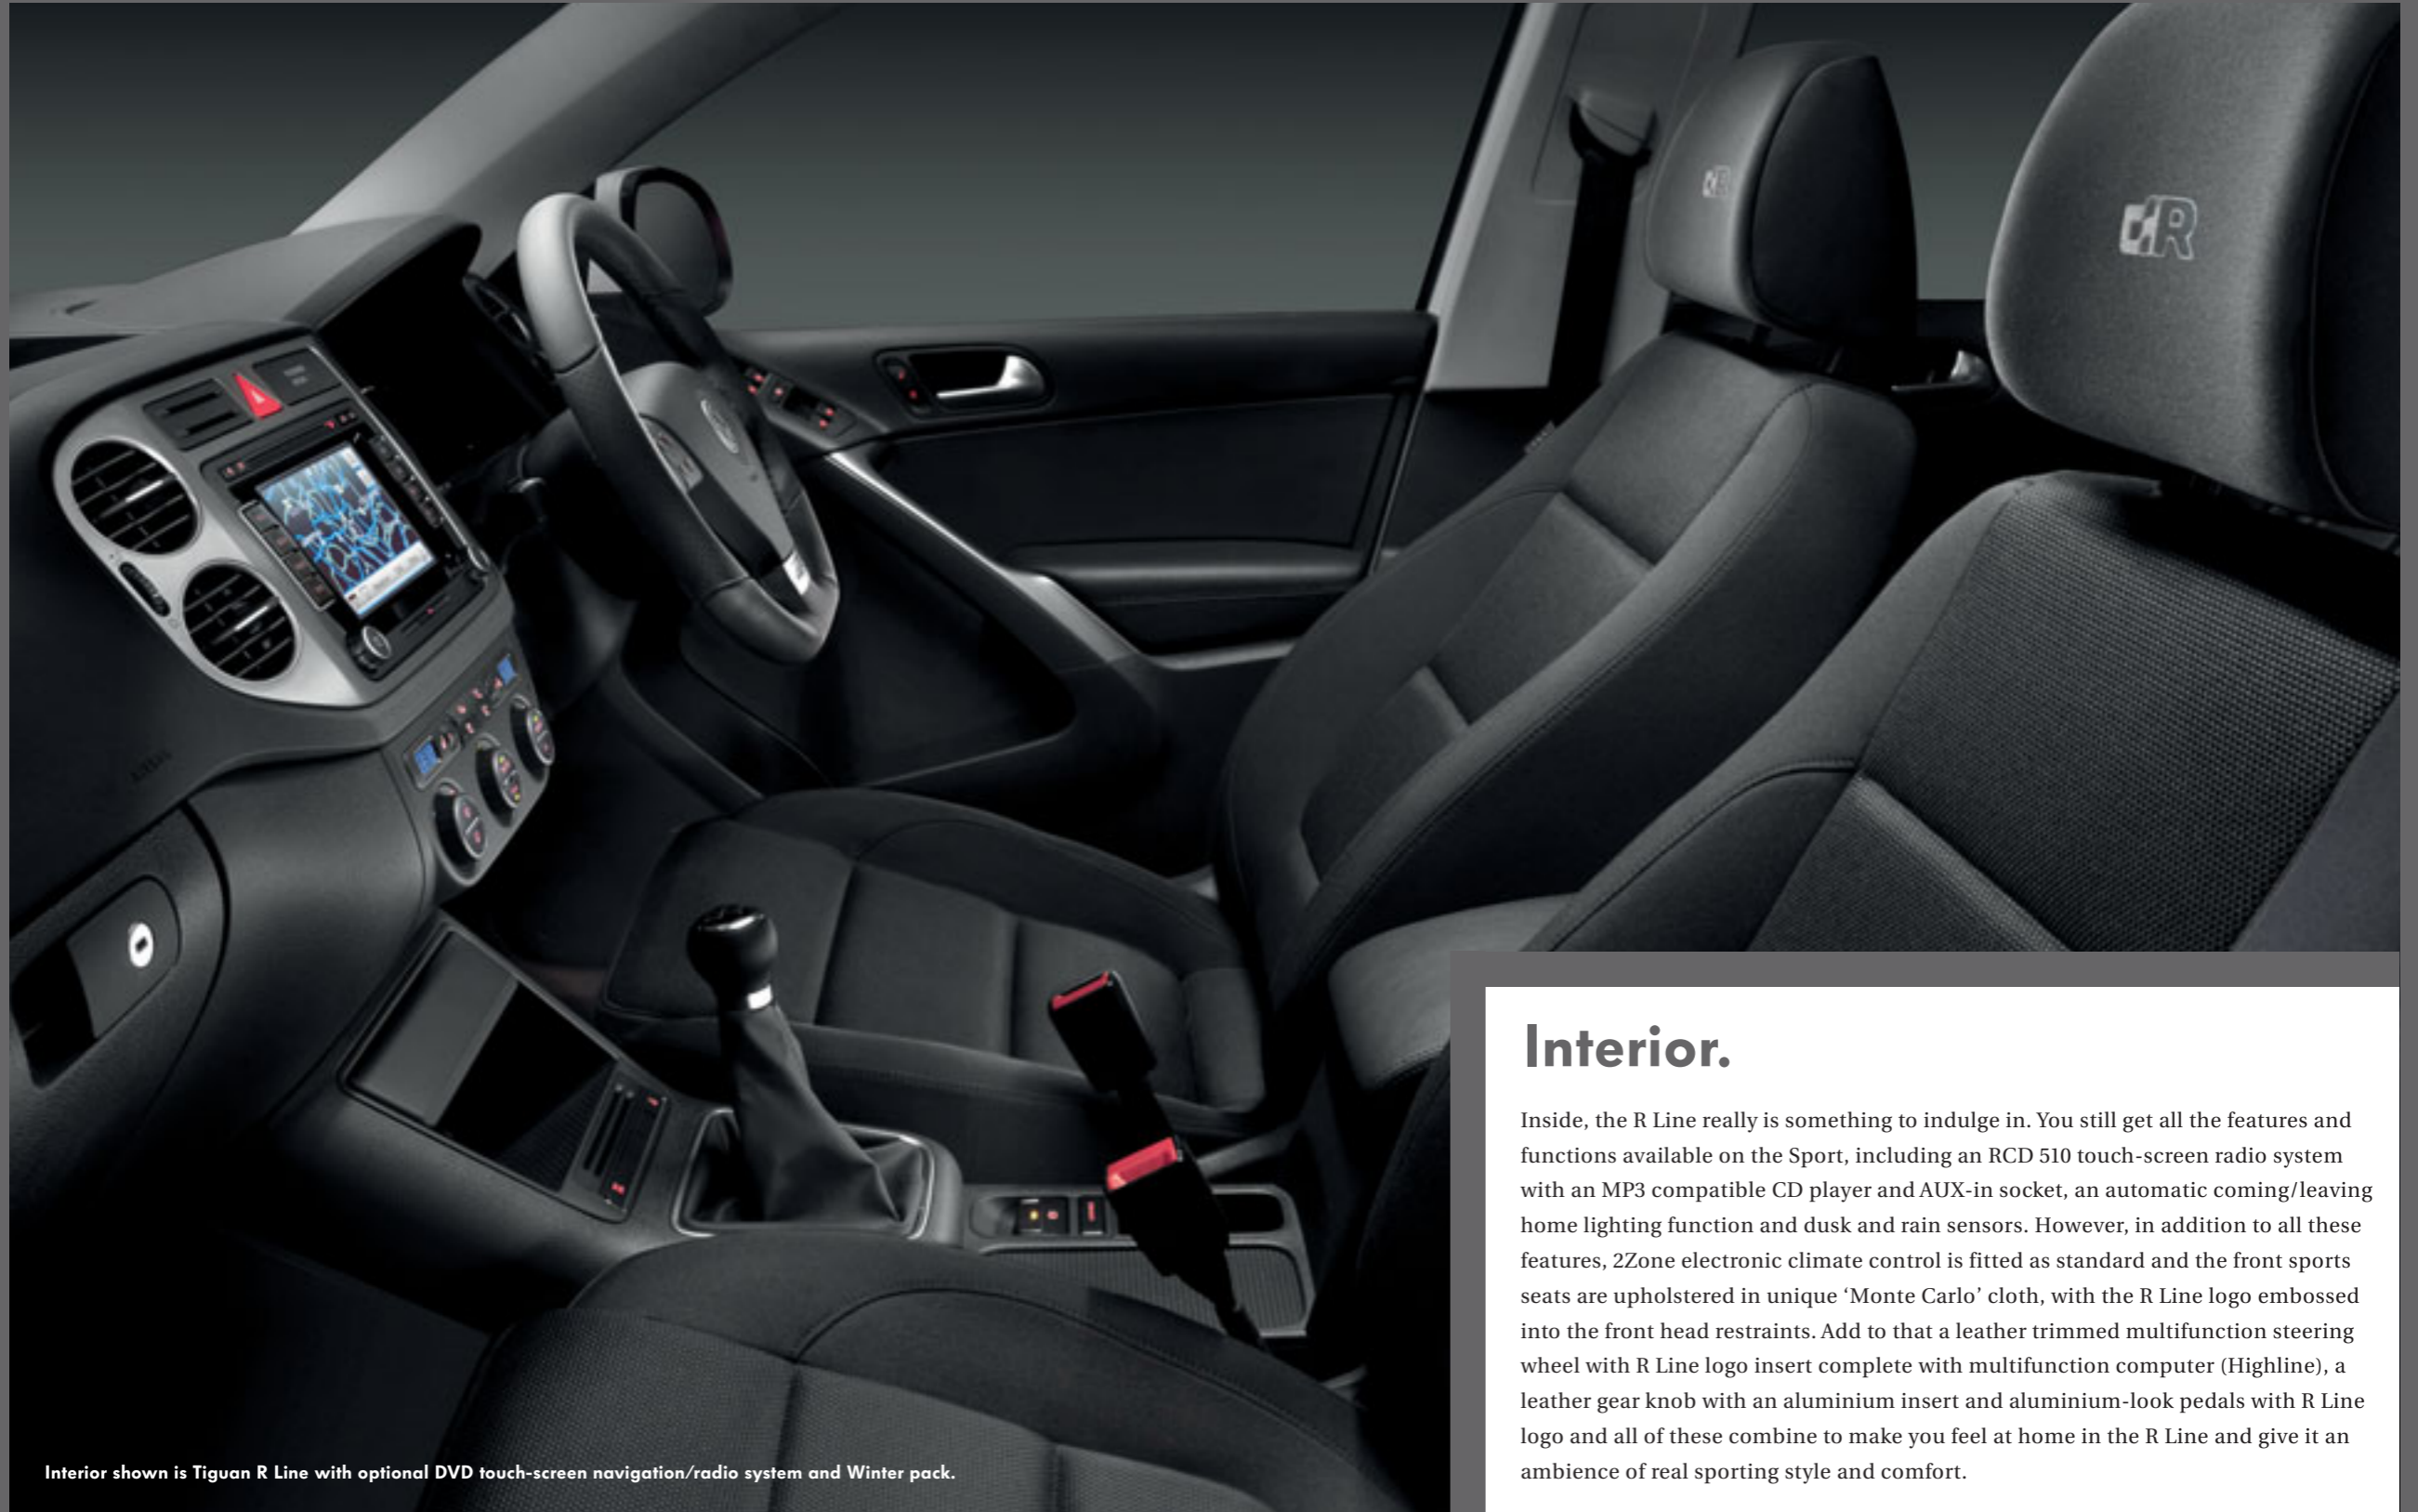 R
Interior.
Inside, the R Line really is something to indulge in. You still get all the features and
functions available on the Sport, including an RCD 510 touch-screen radio system
with an MP3 compatible CD player and AUX-in socket, an automatic coming/leaving
home lighting function and dusk and rain sensors. However, in addition to all these
features, 2Zone electronic climate control is fitted as standard and the front sports
seats are upholstered in unique ‘Monte Carlo’ cloth, with the R Line logo embossed
into the front head restraints. Add to that a leather trimmed multifunction steering
wheel with R Line logo insert complete with multifunction computer (Highline), a
leather gear knob with an aluminium insert and aluminium-look pedals with R Line
logo and all of these combine to make you feel at home in the R Line and give it an
ambience of real sporting style and comfort.
Interior shown is Tiguan R Line with optional DVD touch-screen navigation/radio system and Winter pack.